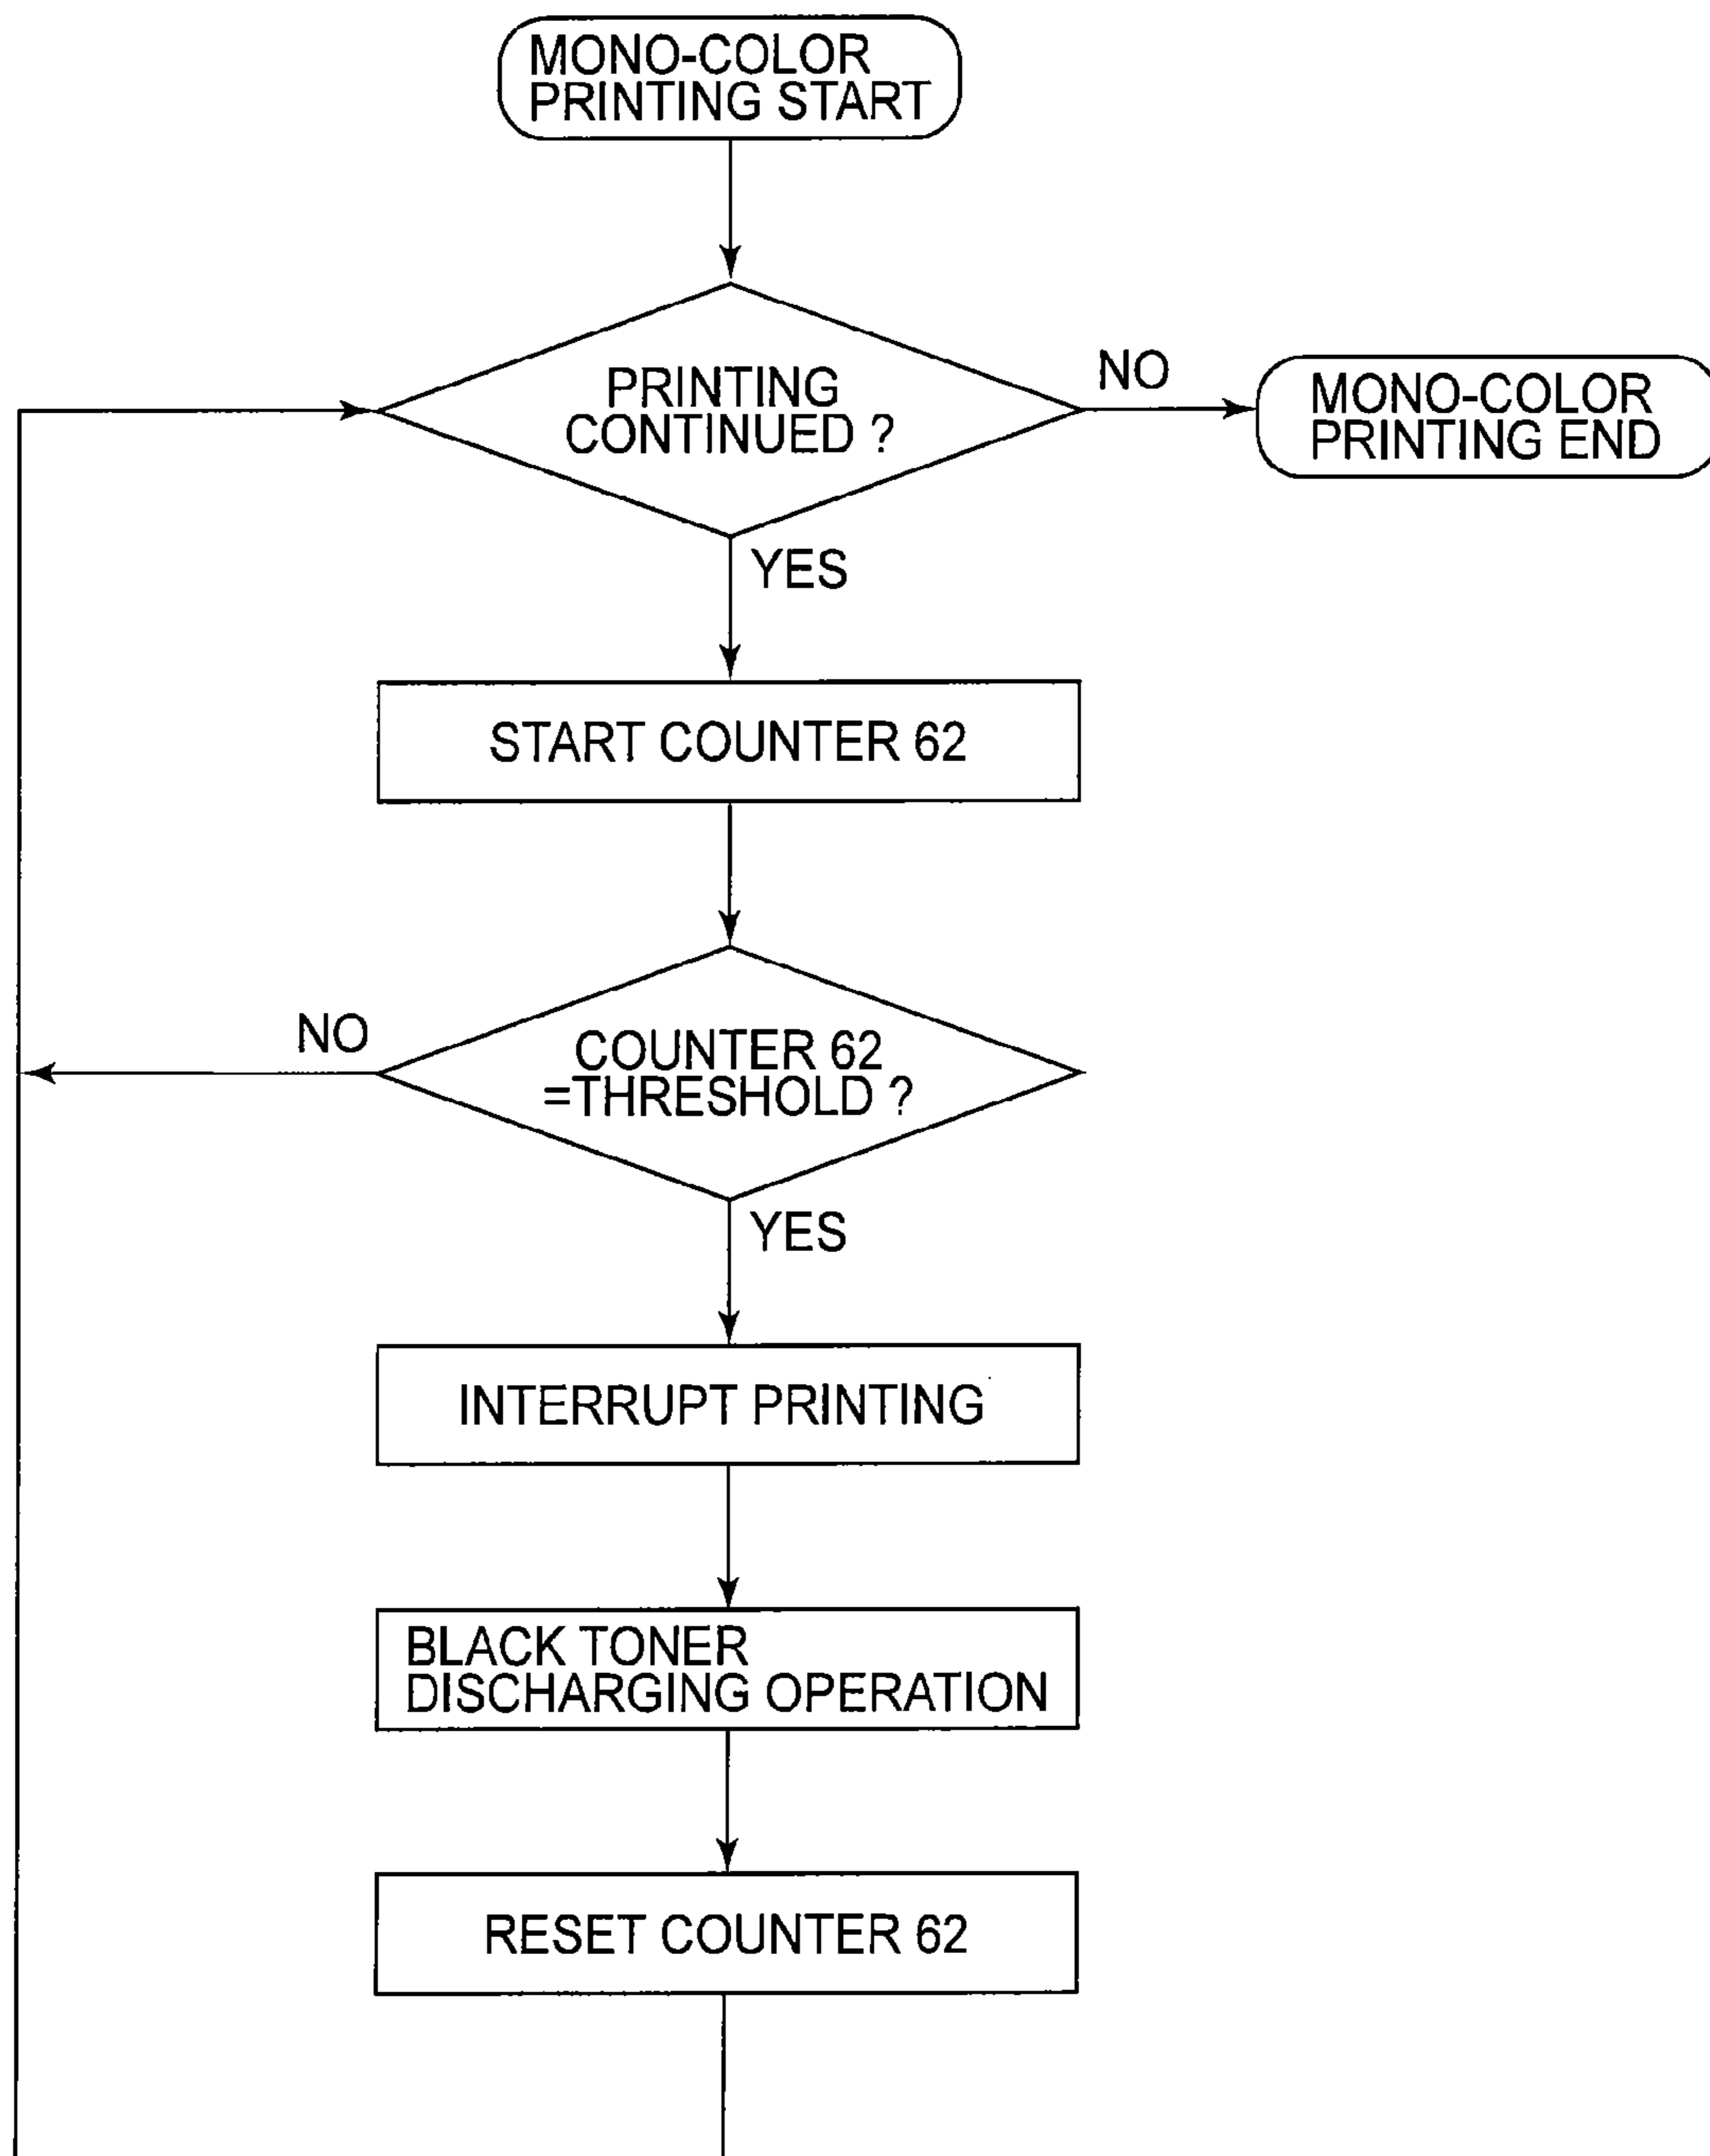 MONO-COLOR
PRINTING START
PRINTING
CONTINUED ?
NO
MONO-COLOR
PRINTING END
YES
START COUNTER 62
NO
COUNTER 62
=THRESHOLD ?
YES
INTERRUPT PRINTING
BLACK TONER
DISCHARGING OPERATION
RESET COUNTER 62